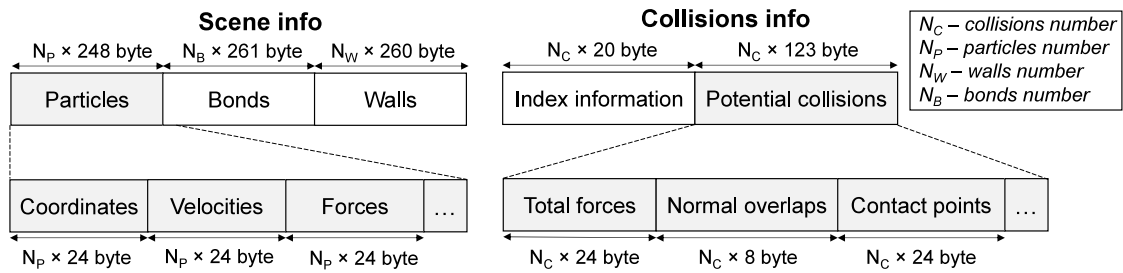 Scene info
N_P × 248 byte N_B × 261 byte N_W × 260 byte
Particles Bonds Walls
Coordinates Velocities Forces ...
N_P × 24 byte N_P × 24 byte N_P × 24 byte
Collisions info
N_C × 20 byte N_C × 123 byte
Index information Potential collisions
Total forces Normal overlaps Contact points ...
N_C × 24 byte N_C × 8 byte N_C × 24 byte
N_C – collisions number
N_P – particles number
N_W – walls number
N_B – bonds number